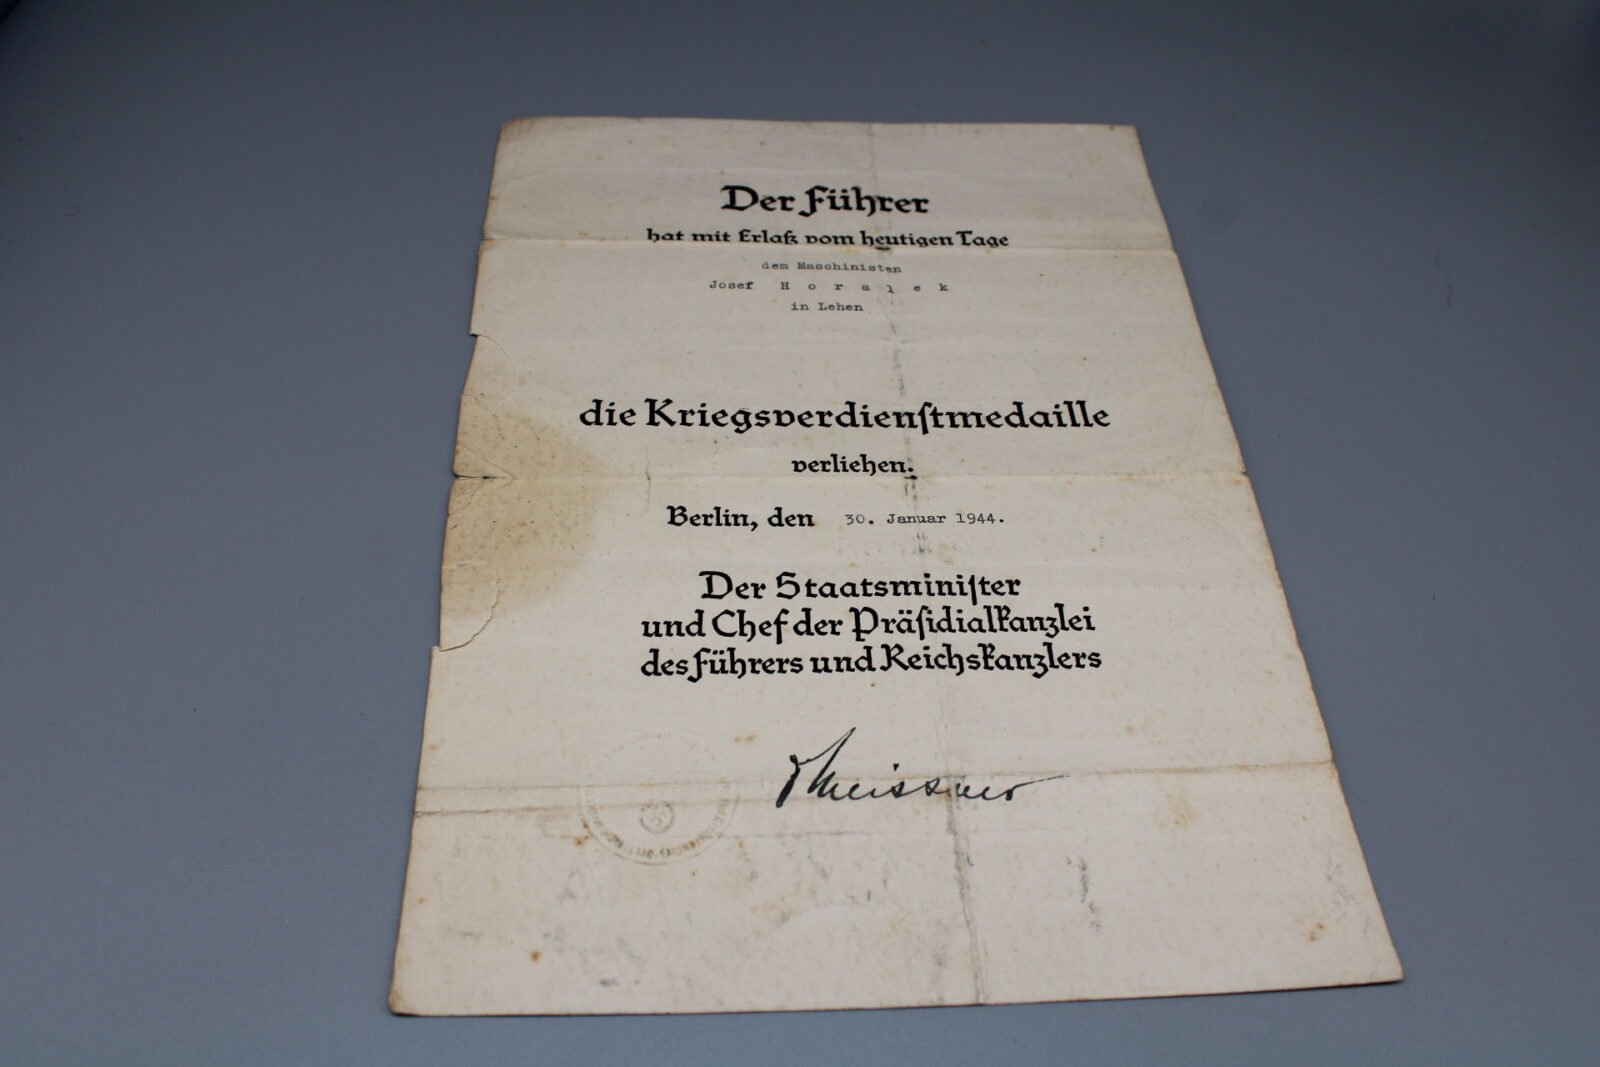 Der Führer
hat mit Erlaß vom heutigen Tage
dem Maschinisten
Josef H o r a l e k
in Lehen
die Kriegsverdienſtmedaille
verliehen.
Berlin, den 30. Januar 1944.
Der Staatsminiſter
und Chef der Präſidialkanzlei
des Führers und Reichskanzlers
Meissner